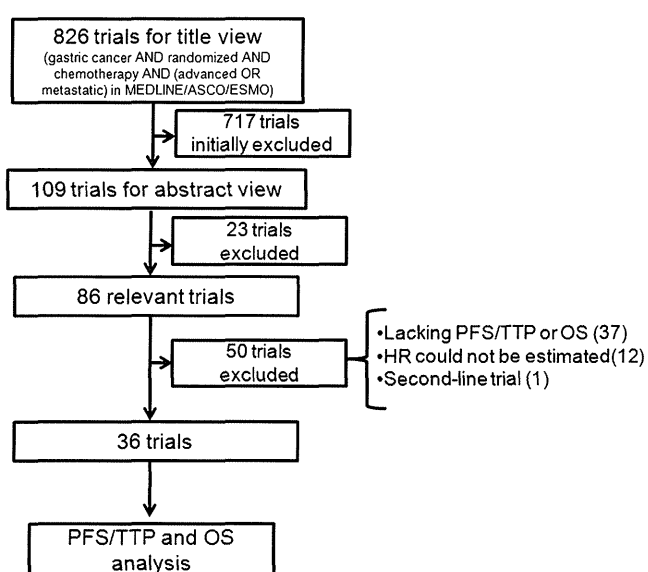 826 trials for title view
(gastric cancer AND randomized AND
chemotherapy AND (advanced OR
metastatic) in MEDLINE/ASCO/ESMO)
717 trials
initially excluded
109 trials for abstract view
23 trials
excluded
86 relevant trials
50 trials
excluded
•Lacking PFS/TTP or OS (37)
•HR could not be estimated(12)
•Second-line trial (1)
36 trials
PFS/TTP and OS
analysis